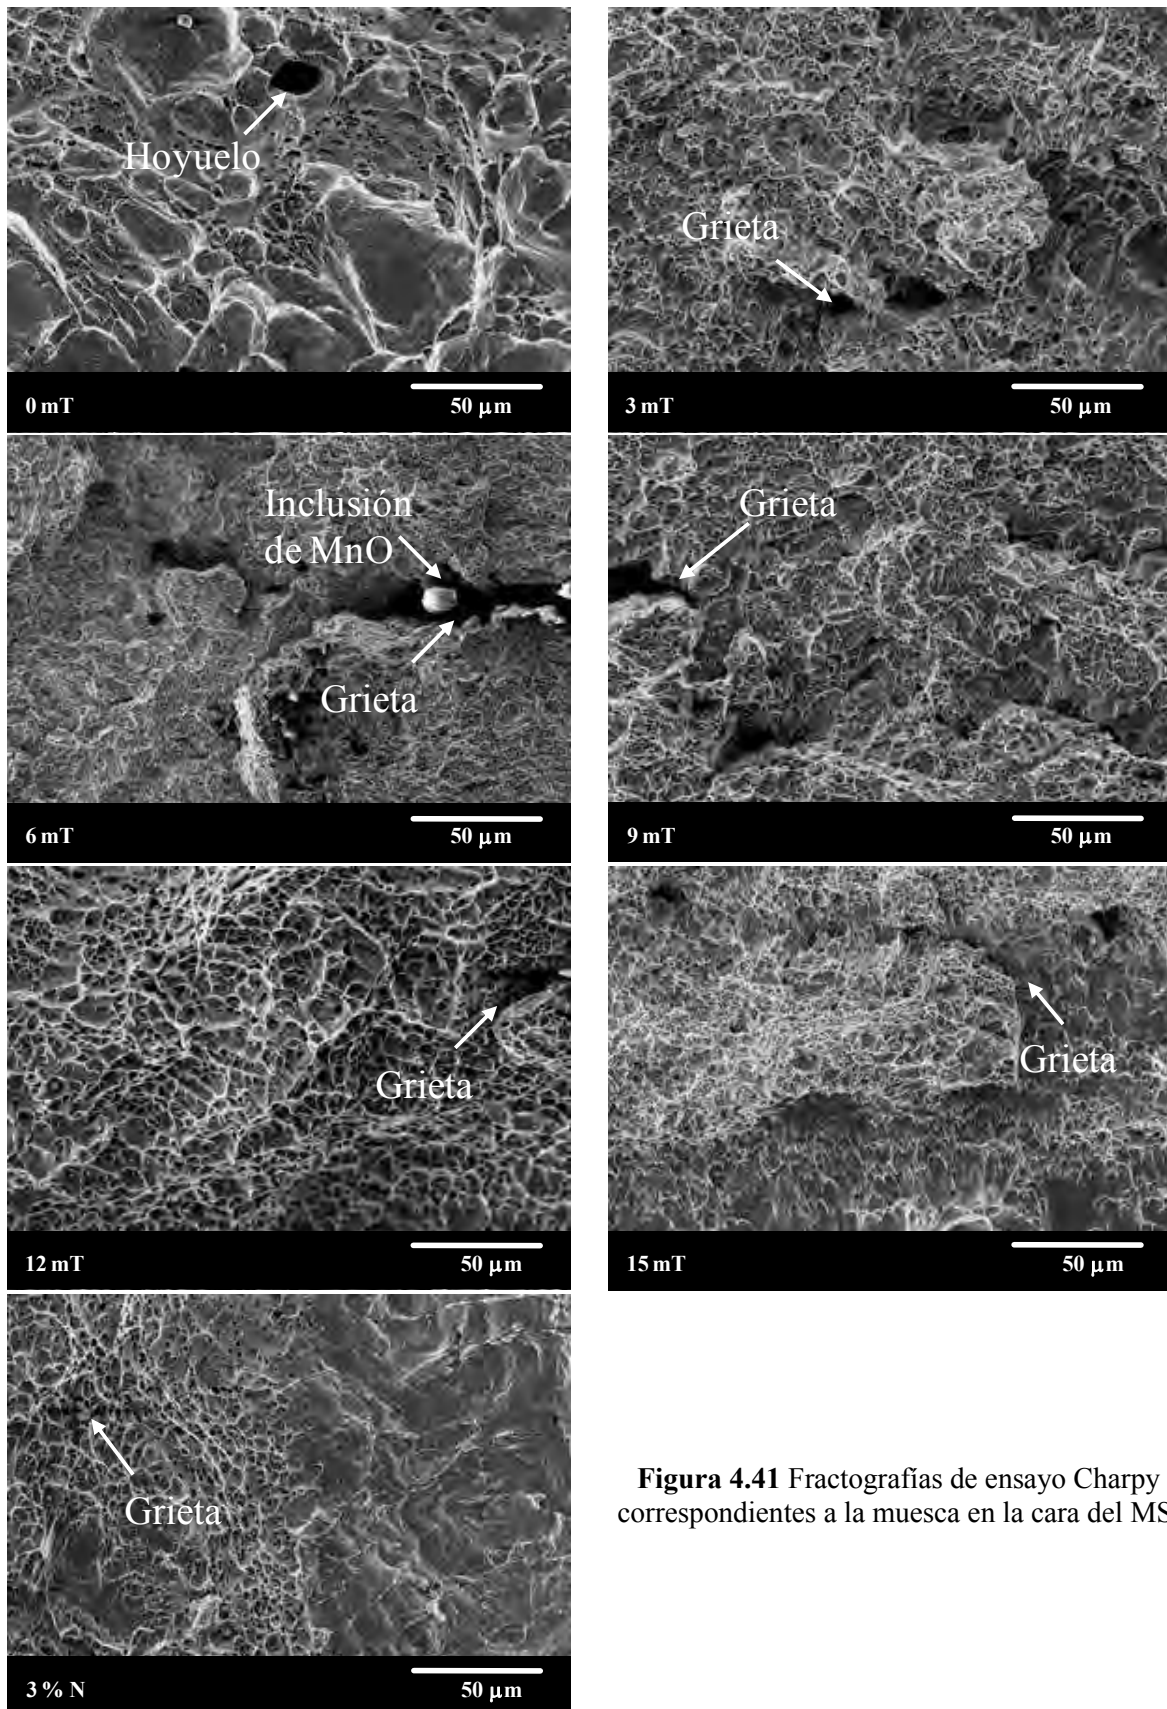 Hoyuelo
0 mT
50 μm
Grieta
3 mT
50 μm
Inclusión
de MnO
Grieta
6 mT
50 μm
Grieta
9 mT
50 μm
Grieta
12 mT
50 μm
Grieta
15 mT
50 μm
Grieta
3 % N
50 μm
Figura 4.41 Fractografías de ensayo Charpy
correspondientes a la muesca en la cara del